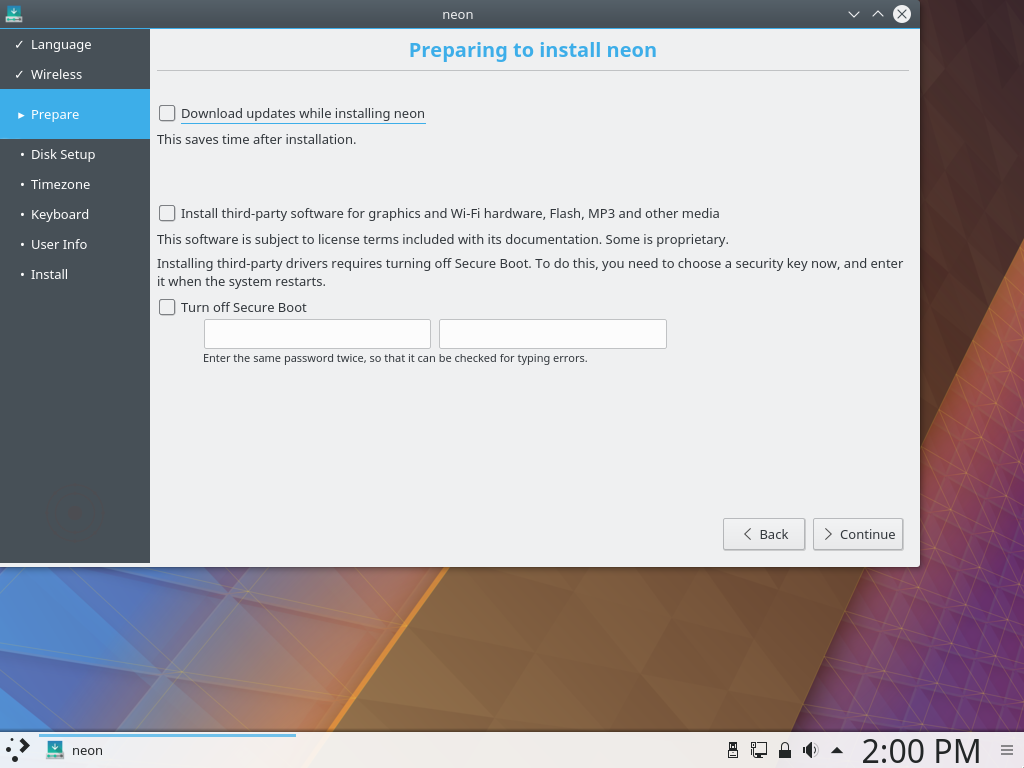 neon
✓ Language
✓ Wireless
▸ Prepare
• Disk Setup
• Timezone
• Keyboard
• User Info
• Install
Preparing to install neon
Download updates while installing neon
This saves time after installation.
Install third-party software for graphics and Wi-Fi hardware, Flash, MP3 and other media
This software is subject to license terms included with its documentation. Some is proprietary.
Installing third-party drivers requires turning off Secure Boot. To do this, you need to choose a security key now, and enter
it when the system restarts.
Turn off Secure Boot
Enter the same password twice, so that it can be checked for typing errors.
Back
Continue
neon
2:00 PM